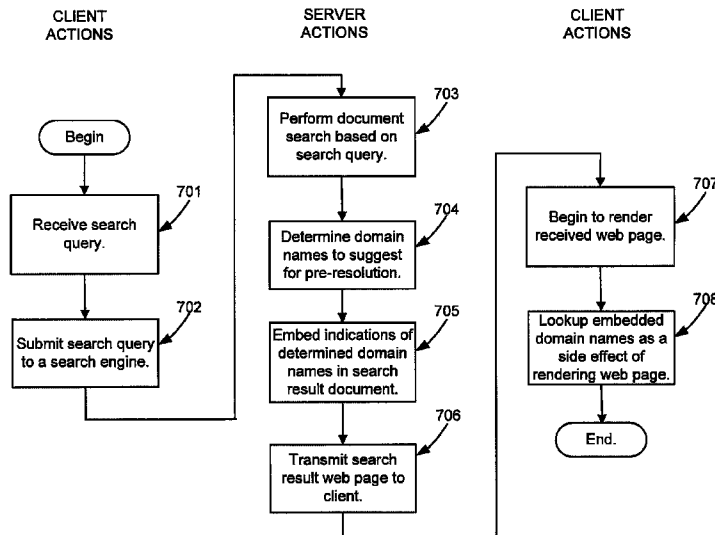 CLIENT
ACTIONS
Begin
701
Receive search
query.
702
Submit search query
to a search engine.
SERVER
ACTIONS
703
Perform document
search based on
search query.
704
Determine domain
names to suggest
for pre-resolution.
705
Embed indications of
determined domain
names in search
result document.
706
Transmit search
result web page to
client.
CLIENT
ACTIONS
707
Begin to render
received web page.
708
Lookup embedded
domain names as a
side effect of
rendering web page.
End.